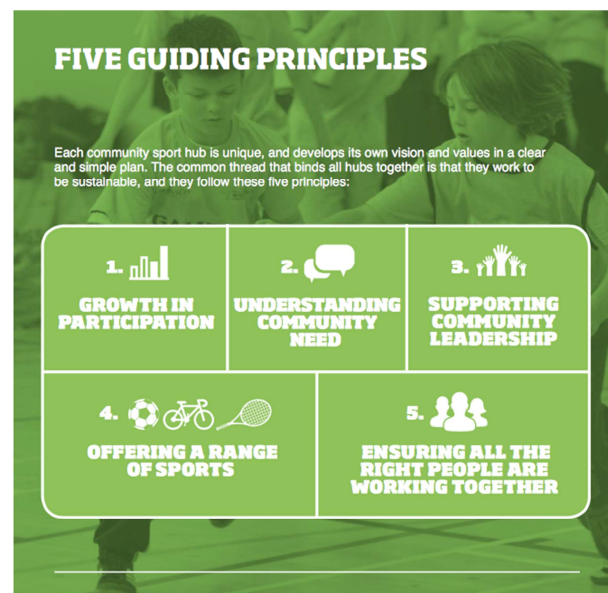 FIVE GUIDING PRINCIPLES
Each community sport hub is unique, and develops its own vision and values in a clear
and simple plan. The common thread that binds all hubs together is that they work to
be sustainable, and they follow these five principles:
1.
GROWTH IN
PARTICIPATION
2.
UNDERSTANDING
COMMUNITY
NEED
3.
SUPPORTING
COMMUNITY
LEADERSHIP
4.
OFFERING A RANGE
OF SPORTS
5.
ENSURING ALL THE
RIGHT PEOPLE ARE
WORKING TOGETHER